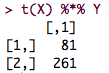 > t(X) %*% Y
     [,1]
[1,]   81
[2,]  261